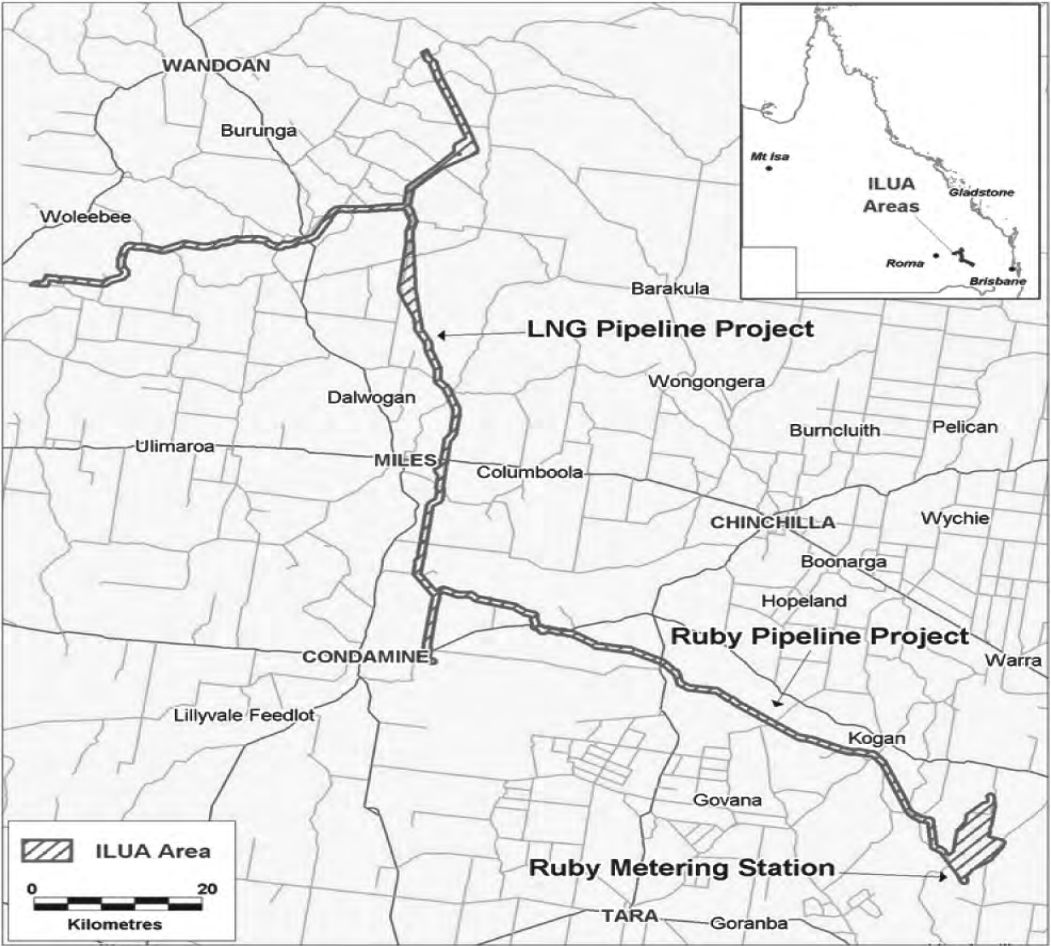 WANDOAN
Burunga
Woleebee
Mt Isa
ILUA
Areas
Gladstone
Roma
Brisbane
Barakula
LNG Pipeline Project
Wongongera
Dalwogan
Burncluith
Pelican
Ulimaroa
MILES
Columboola
CHINCHILLA
Wychie
Boonarga
Hopeland
Ruby Pipeline Project
CONDAMINE
Warra
Lillyvale Feedlot
Kogan
Govana
ILUA Area
Ruby Metering Station
0 20
Kilometres
TARA
Goranba